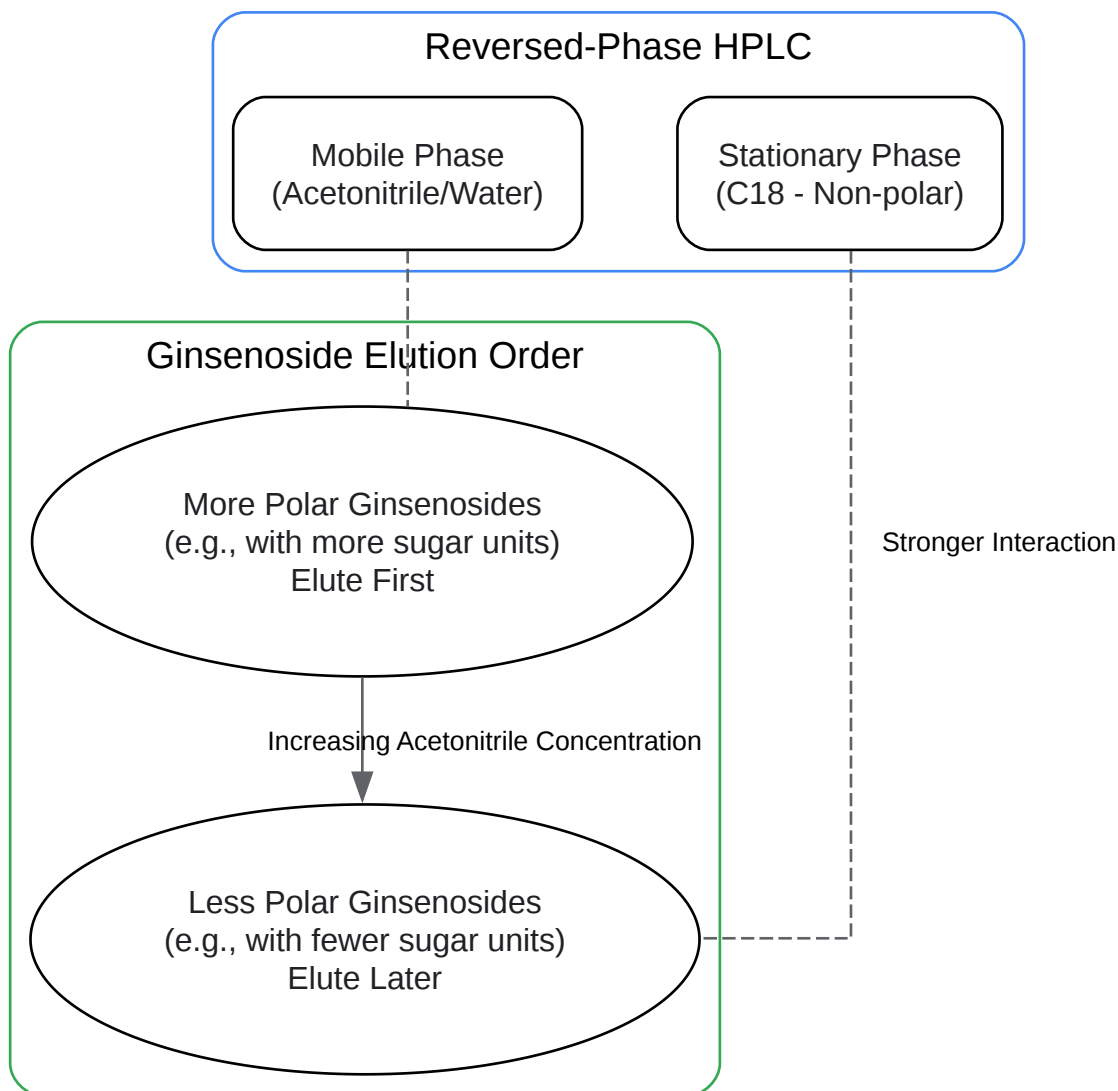 Reversed-Phase HPLC
Mobile Phase
(Acetonitrile/Water)
Stationary Phase
(C18 - Non-polar)
Ginsenoside Elution Order
More Polar Ginsenosides
(e.g., with more sugar units)
Elute First
Stronger Interaction
Increasing Acetonitrile Concentration
Less Polar Ginsenosides
(e.g., with fewer sugar units)
Elute Later